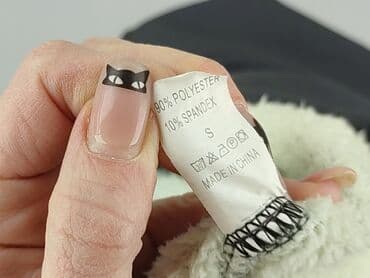 90% POLYESTER
10% SPANDEX
S
MADE IN CHINA